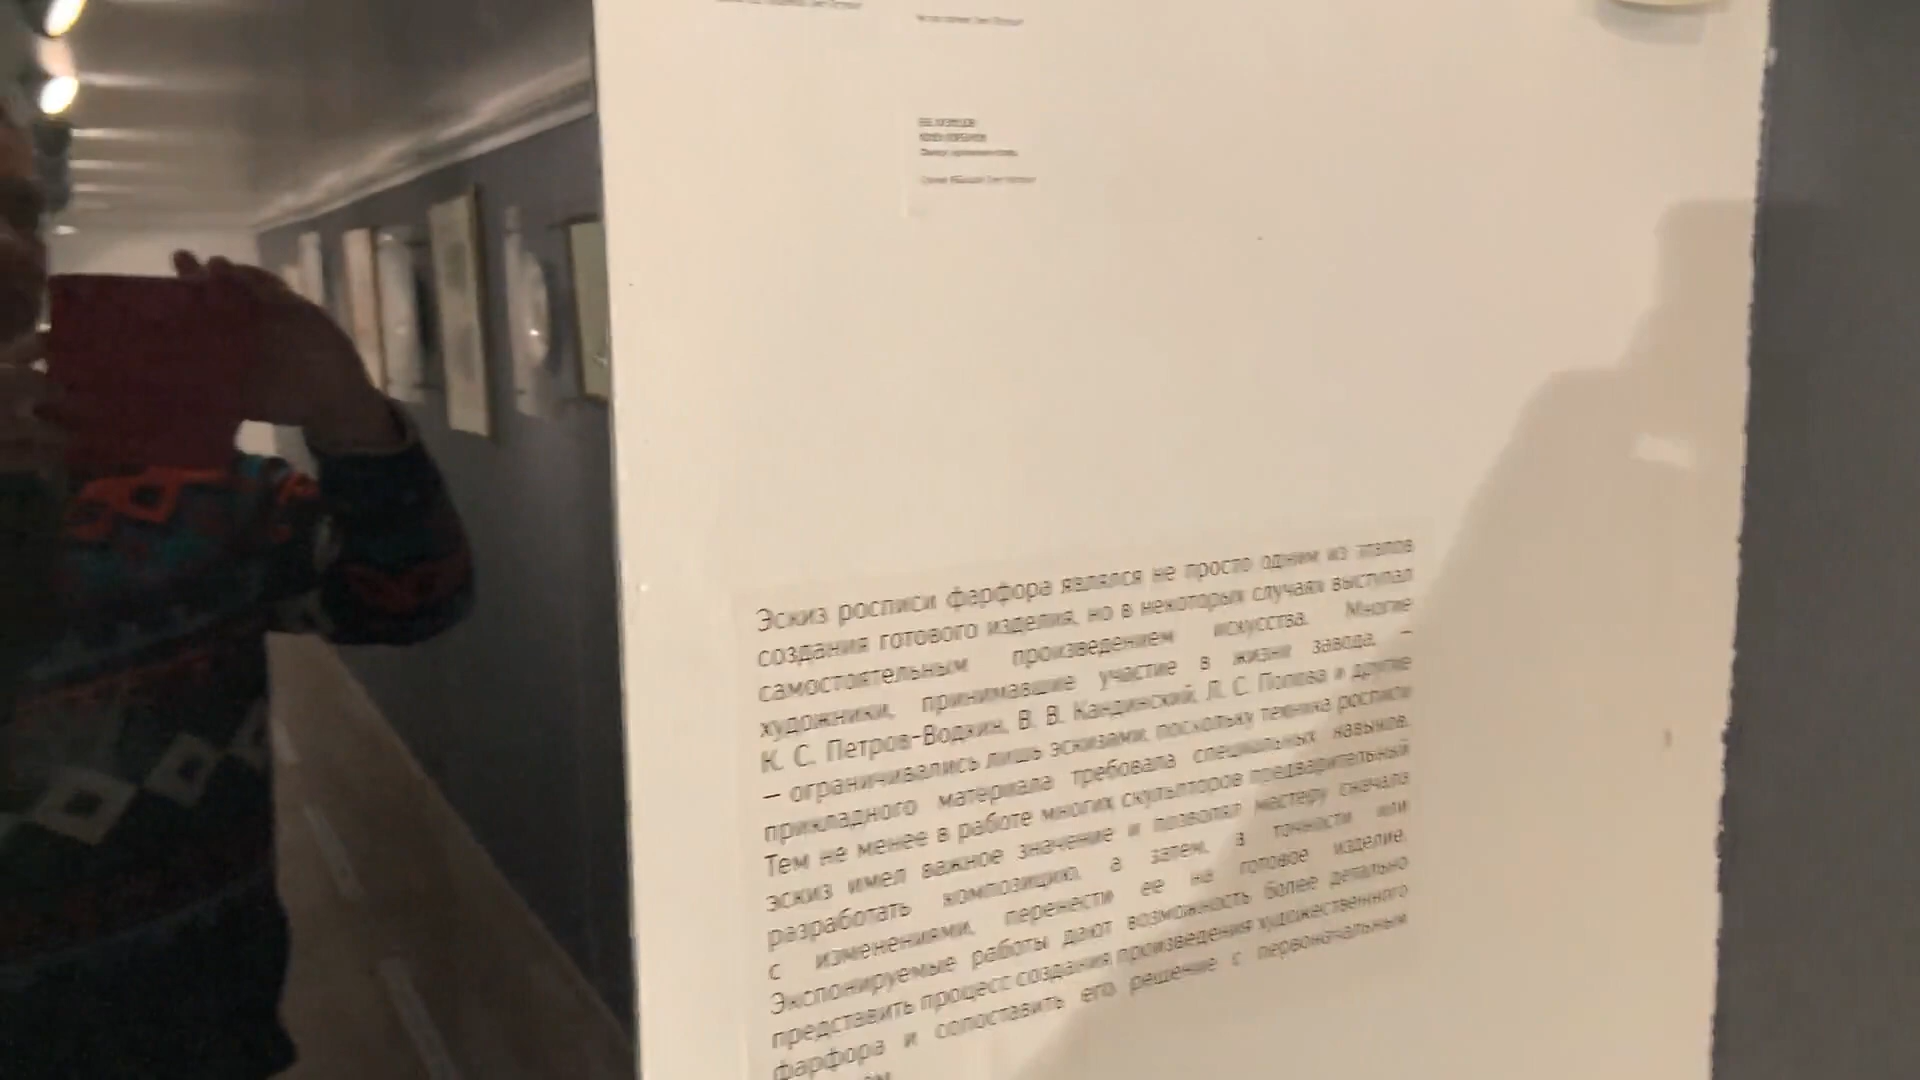 Эскиз росписи фарфора являлся не просто одним из этапов
создания готового изделия, но в некоторых случаях выступал
самостоятельным произведением искусства. Многие
художники, принимавшие участие в жизни завода, –
К. С. Петров-Водкин, В. В. Кандинский, Л. С. Попова и другие
– ограничивались лишь эскизами, поскольку техника росписи
прикладного материала требовала специальных навыков.
Тем не менее в работе многих скульпторов предварительный
эскиз имел важное значение и позволял мастеру сначала
разработать композицию, а затем, в точности или
с изменениями, перенести ее на готовое изделие.
Экспонируемые работы дают возможность более детально
представить процесс создания произведения художественного
фарфора и сопоставить его решение с первоначальным